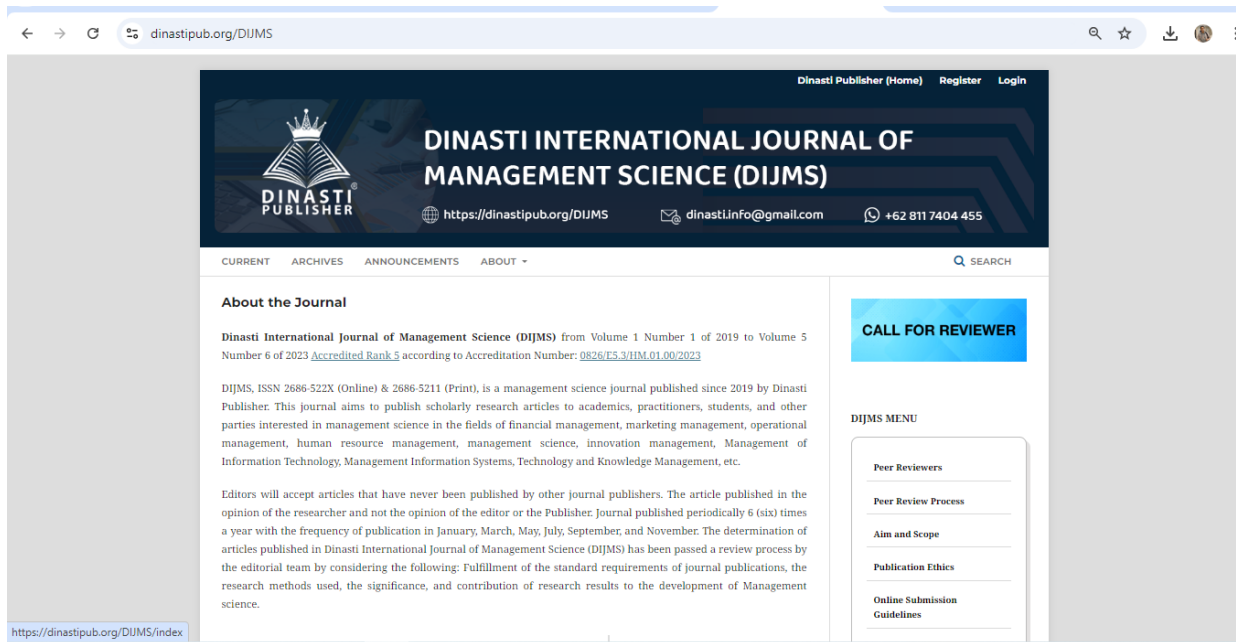 dinastipub.org/DIJMS
Dinasti Publisher (Home) Register Login
DINASTI
PUBLISHER
®
DINASTI INTERNATIONAL JOURNAL OF
MANAGEMENT SCIENCE (DIJMS)
https://dinastipub.org/DIJMS dinasti.info@gmail.com +62 811 7404 455
CURRENT ARCHIVES ANNOUNCEMENTS ABOUT SEARCH
About the Journal
Dinasti International Journal of Management Science (DIJMS) from Volume 1 Number 1 of 2019 to Volume 5
Number 6 of 2023 Accredited Rank 5 according to Accreditation Number: 0826/E5.3/HM.01.00/2023
DIJMS, ISSN 2686-522X (Online) & 2686-5211 (Print), is a management science journal published since 2019 by Dinasti
Publisher. This journal aims to publish scholarly research articles to academics, practitioners, students, and other
parties interested in management science in the fields of financial management, marketing management, operational
management, human resource management, management science, innovation management, Management of
Information Technology, Management Information Systems, Technology and Knowledge Management, etc.
Editors will accept articles that have never been published by other journal publishers. The article published in the
opinion of the researcher and not the opinion of the editor or the Publisher. Journal published periodically 6 (six) times
a year with the frequency of publication in January, March, May, July, September, and November. The determination of
articles published in Dinasti International Journal of Management Science (DIJMS) has been passed a review process by
the editorial team by considering the following: Fulfillment of the standard requirements of journal publications, the
research methods used, the significance, and contribution of research results to the development of Management
science.
CALL FOR REVIEWER
DIJMS MENU
Peer Reviewers
Peer Review Process
Aim and Scope
Publication Ethics
Online Submission
Guidelines
https://dinastipub.org/DIJMS/index